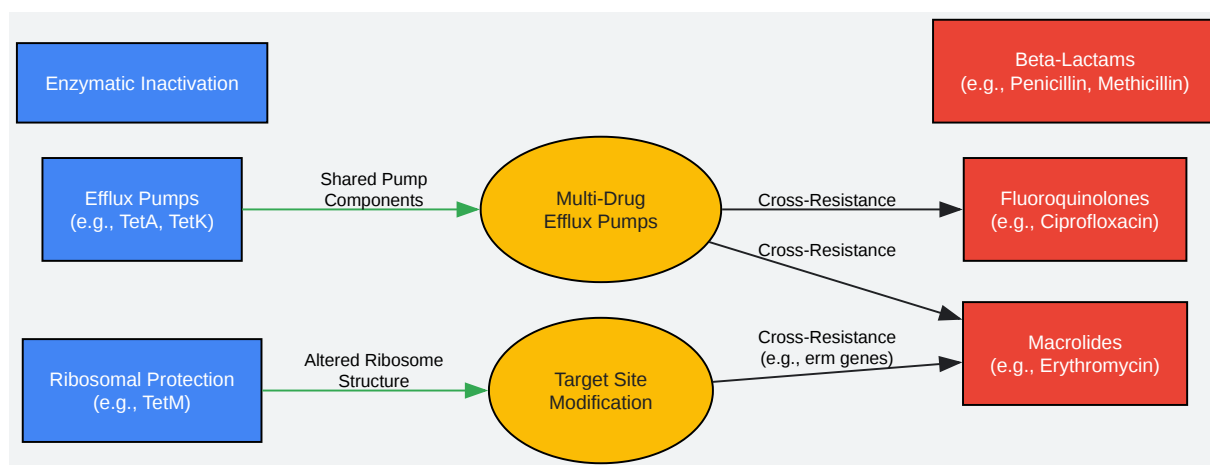 Enzymatic Inactivation
Beta-Lactams
(e.g., Penicillin, Methicillin)
Efflux Pumps
(e.g., TetA, TetK)
Shared Pump
Components
Multi-Drug
Efflux Pumps
Cross-Resistance
Fluoroquinolones
(e.g., Ciprofloxacin)
Cross-Resistance
Ribosomal Protection
(e.g., TetM)
Altered Ribosome
Structure
Target Site
Modification
Cross-Resistance
(e.g., erm genes)
Macrolides
(e.g., Erythromycin)